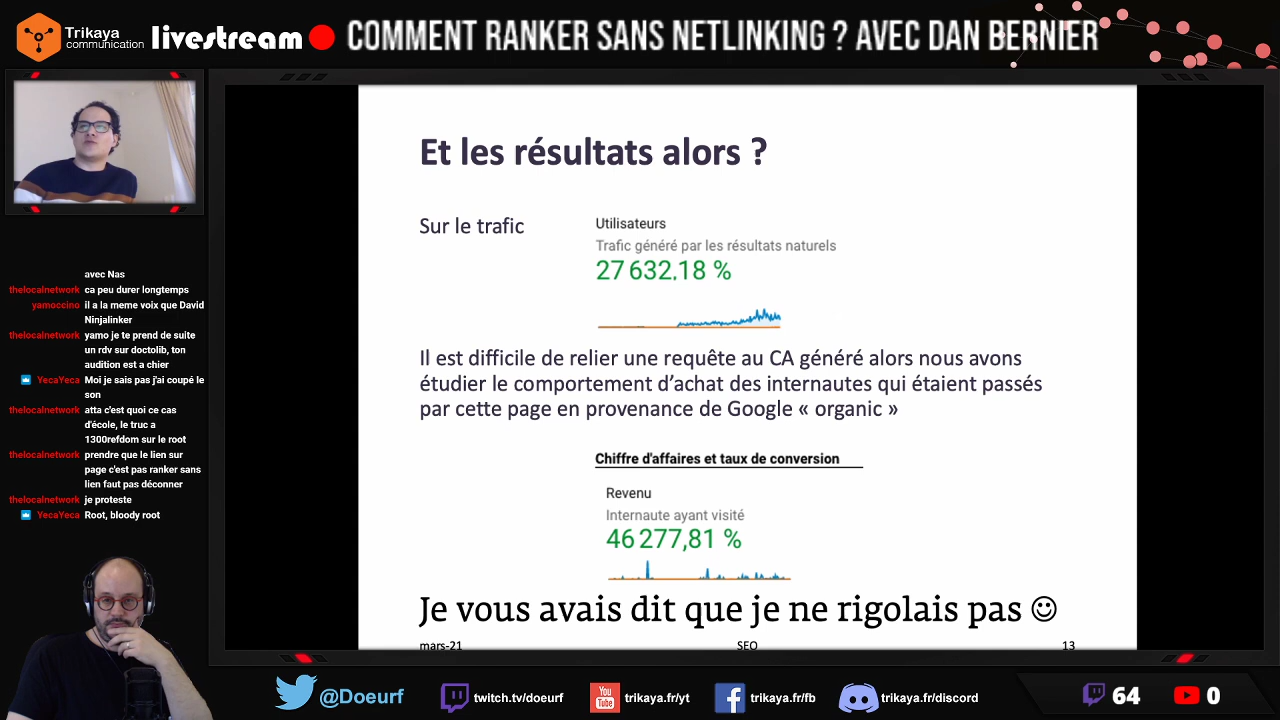 Trikaya
communication
livestream
COMMENT RANKER SANS NETLINKING ? AVEC DAN BERNIER
avec Nas
thelocalnetwork ca peu durer longtemps
yamoccino il a la meme voix que David
Ninjalinker
thelocalnetwork yamo je te prend de suite
un rdv sur doctolib, ton
audition est a chier
YecaYeca Moi je sais pas j'ai coupé le
son
thelocalnetwork atta c'est quoi ce cas
d'école, le truc a
1300refdom sur le root
thelocalnetwork prendre que le lien sur
page c'est pas ranker sans
lien faut pas déconner
thelocalnetwork je proteste
YecaYeca Root, bloody root
Et les résultats alors ?
Sur le trafic
Utilisateurs
Trafic généré par les résultats naturels
27 632,18 %
Il est difficile de relier une requête au CA généré alors nous avons
étudier le comportement d'achat des internautes qui étaient passés
par cette page en provenance de Google « organic »
Chiffre d'affaires et taux de conversion
Revenu
Internaute ayant visité
46 277,81 %
Je vous avais dit que je ne rigolais pas ☺
mars-21
SEO
13
@Doeurf
twitch.tv/doeurf
You
Tube
trikaya.fr/yt
trikaya.fr/fb
trikaya.fr/discord
64
0